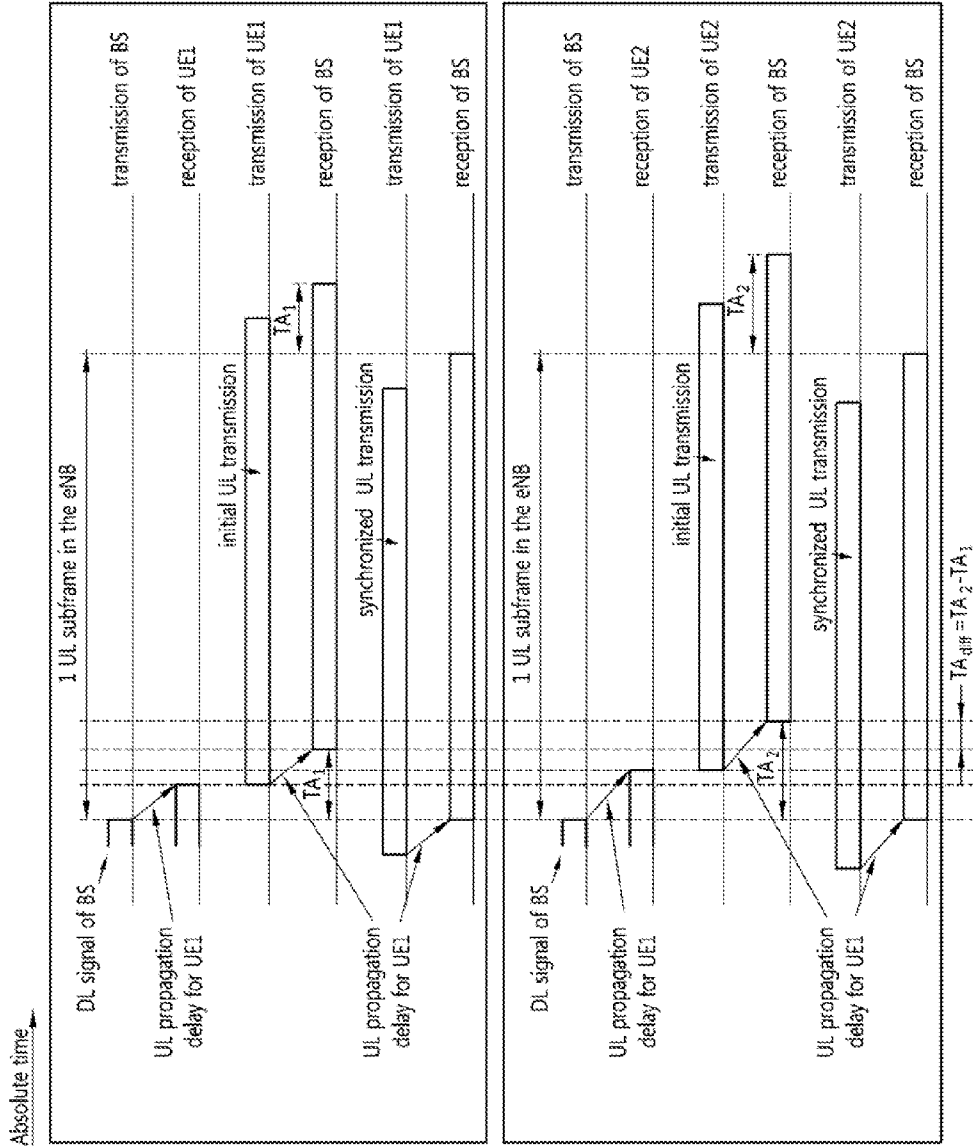 Absolute time
1 UL subframe in the eNB
DL signal of BS
transmission of BS
UL propagation
delay for UE1
reception of UE1
initial UL transmission
transmission of UE1
TA1
TA1
reception of BS
UL propagation
delay for UE1
synchronized UL transmission
transmission of UE1
reception of BS
1 UL subframe in the eNB
DL signal of BS
transmission of BS
UL propagation
delay for UE1
reception of UE2
initial UL transmission
transmission of UE2
TA2
TA2
reception of BS
UL propagation
delay for UE1
synchronized UL transmission
transmission of UE2
reception of BS
TAdiff =TA2-TA1